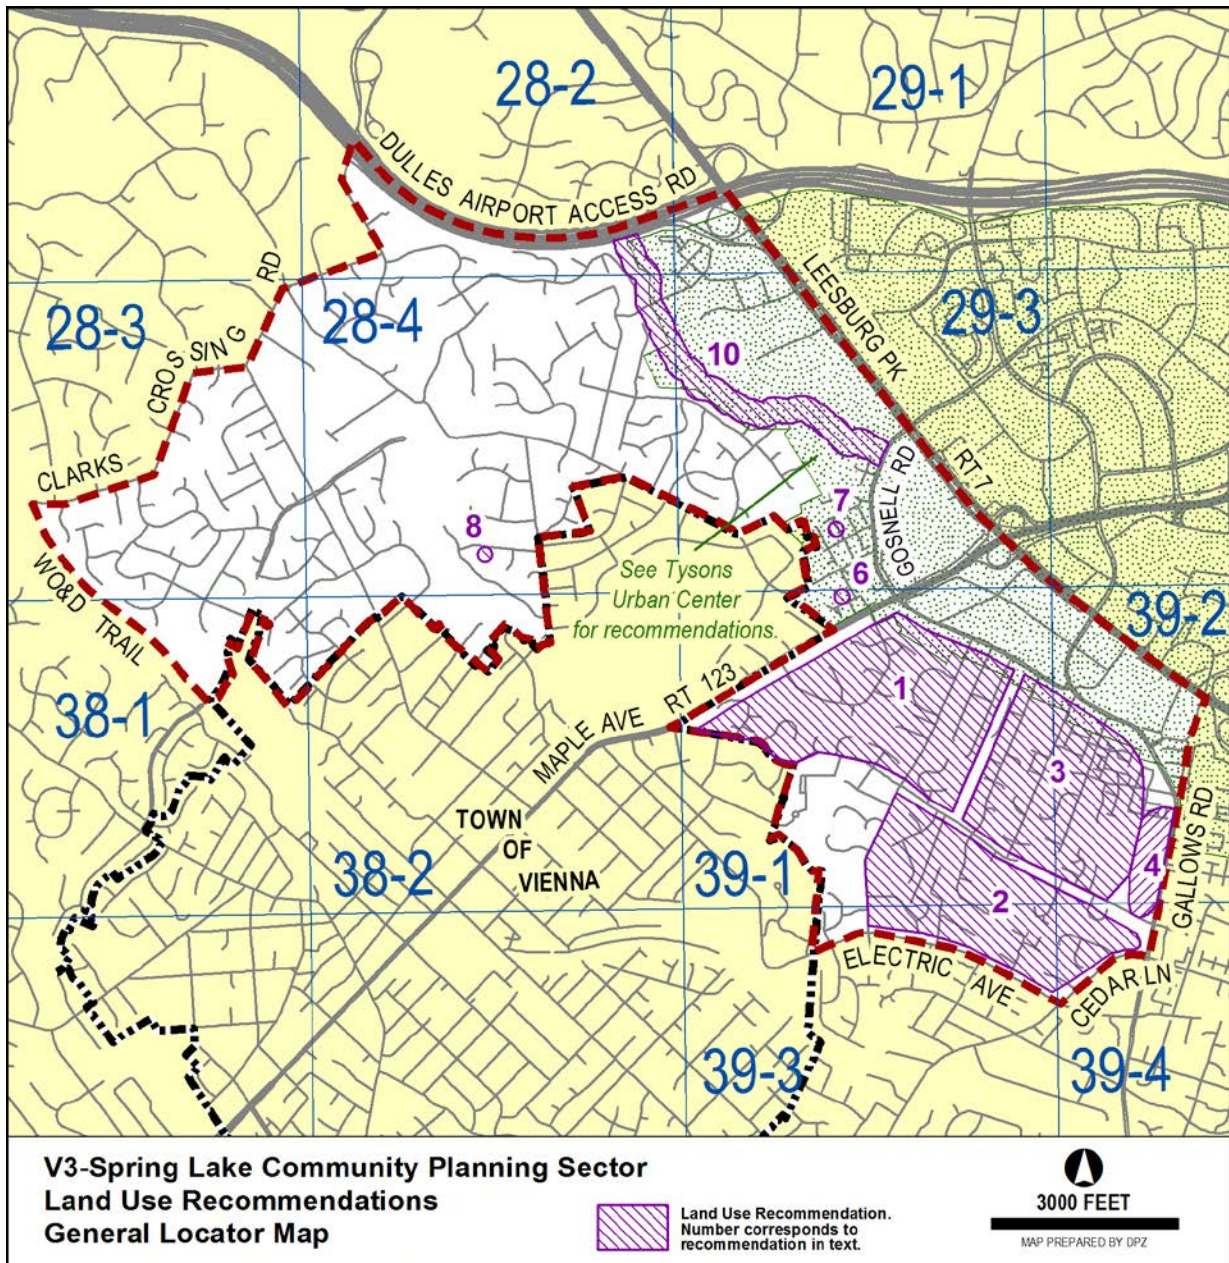 28-2
29-1
DULLES AIRPORT ACCESS RD
28-3
CROSSING RD
28-4
LEESBURG PK
29-3
10
CLARKS
RT 7
GOSNELL RD
7
8
6
WO&D TRAIL
See Tysons
Urban Center
for recommendations.
39-2
38-1
MAPLE AVE RT 123
1
3
TOWN
OF
VIENNA
38-2
39-1
4
GALLOWS RD
2
ELECTRIC AVE
CEDAR LN
39-3
39-4
V3-Spring Lake Community Planning Sector
Land Use Recommendations
General Locator Map
Land Use Recommendation.
Number corresponds to
recommendation in text.
3000 FEET
MAP PREPARED BY DPZ